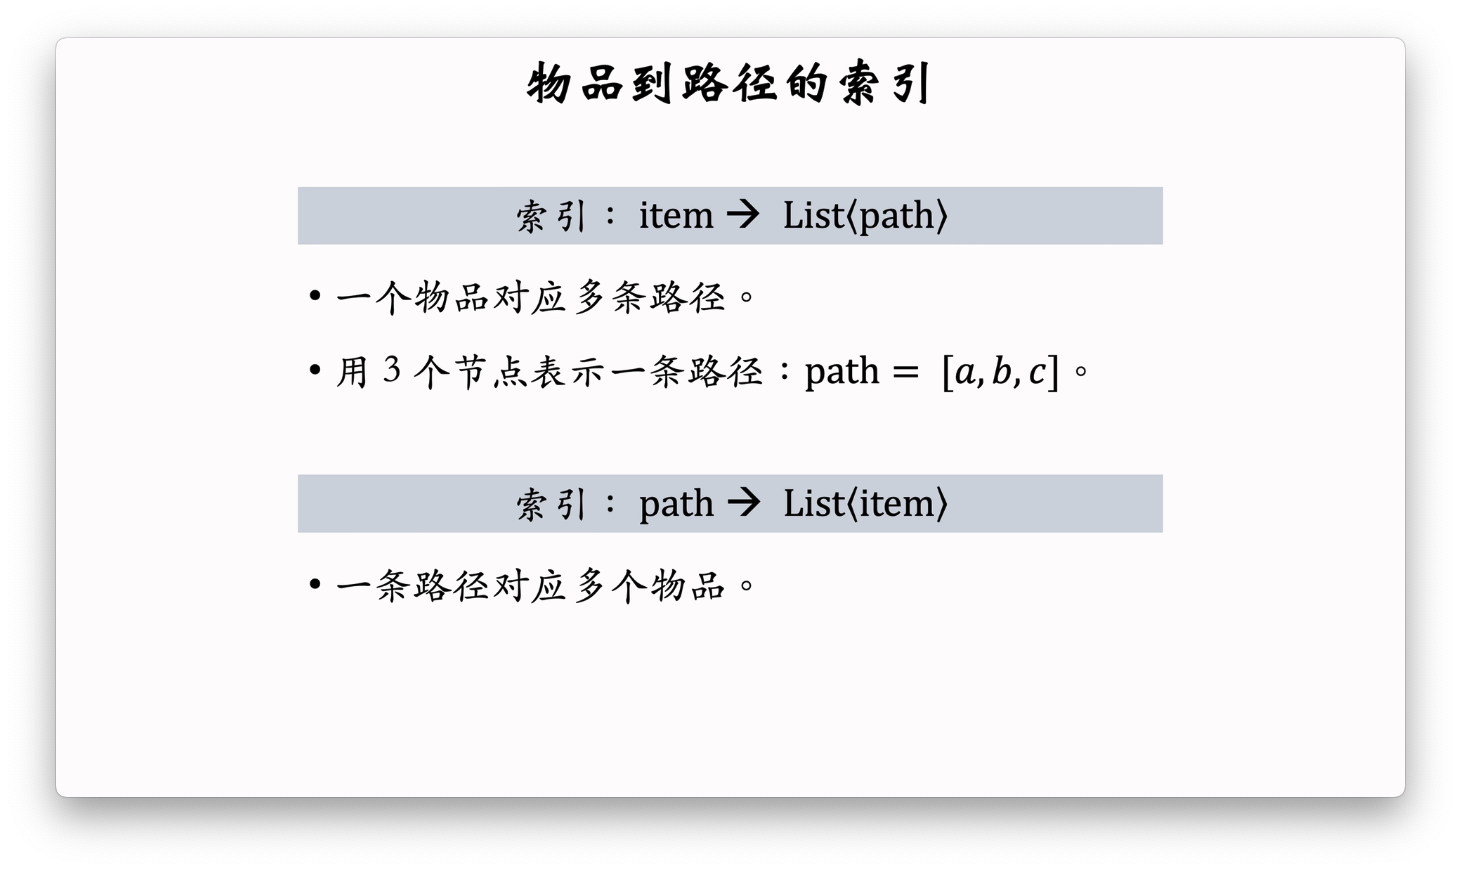 物品到路径的索引
索引：item → List⟨path⟩
• 一个物品对应多条路径。
• 用 3 个节点表示一条路径：path = [a, b, c]。
索引：path → List⟨item⟩
• 一条路径对应多个物品。